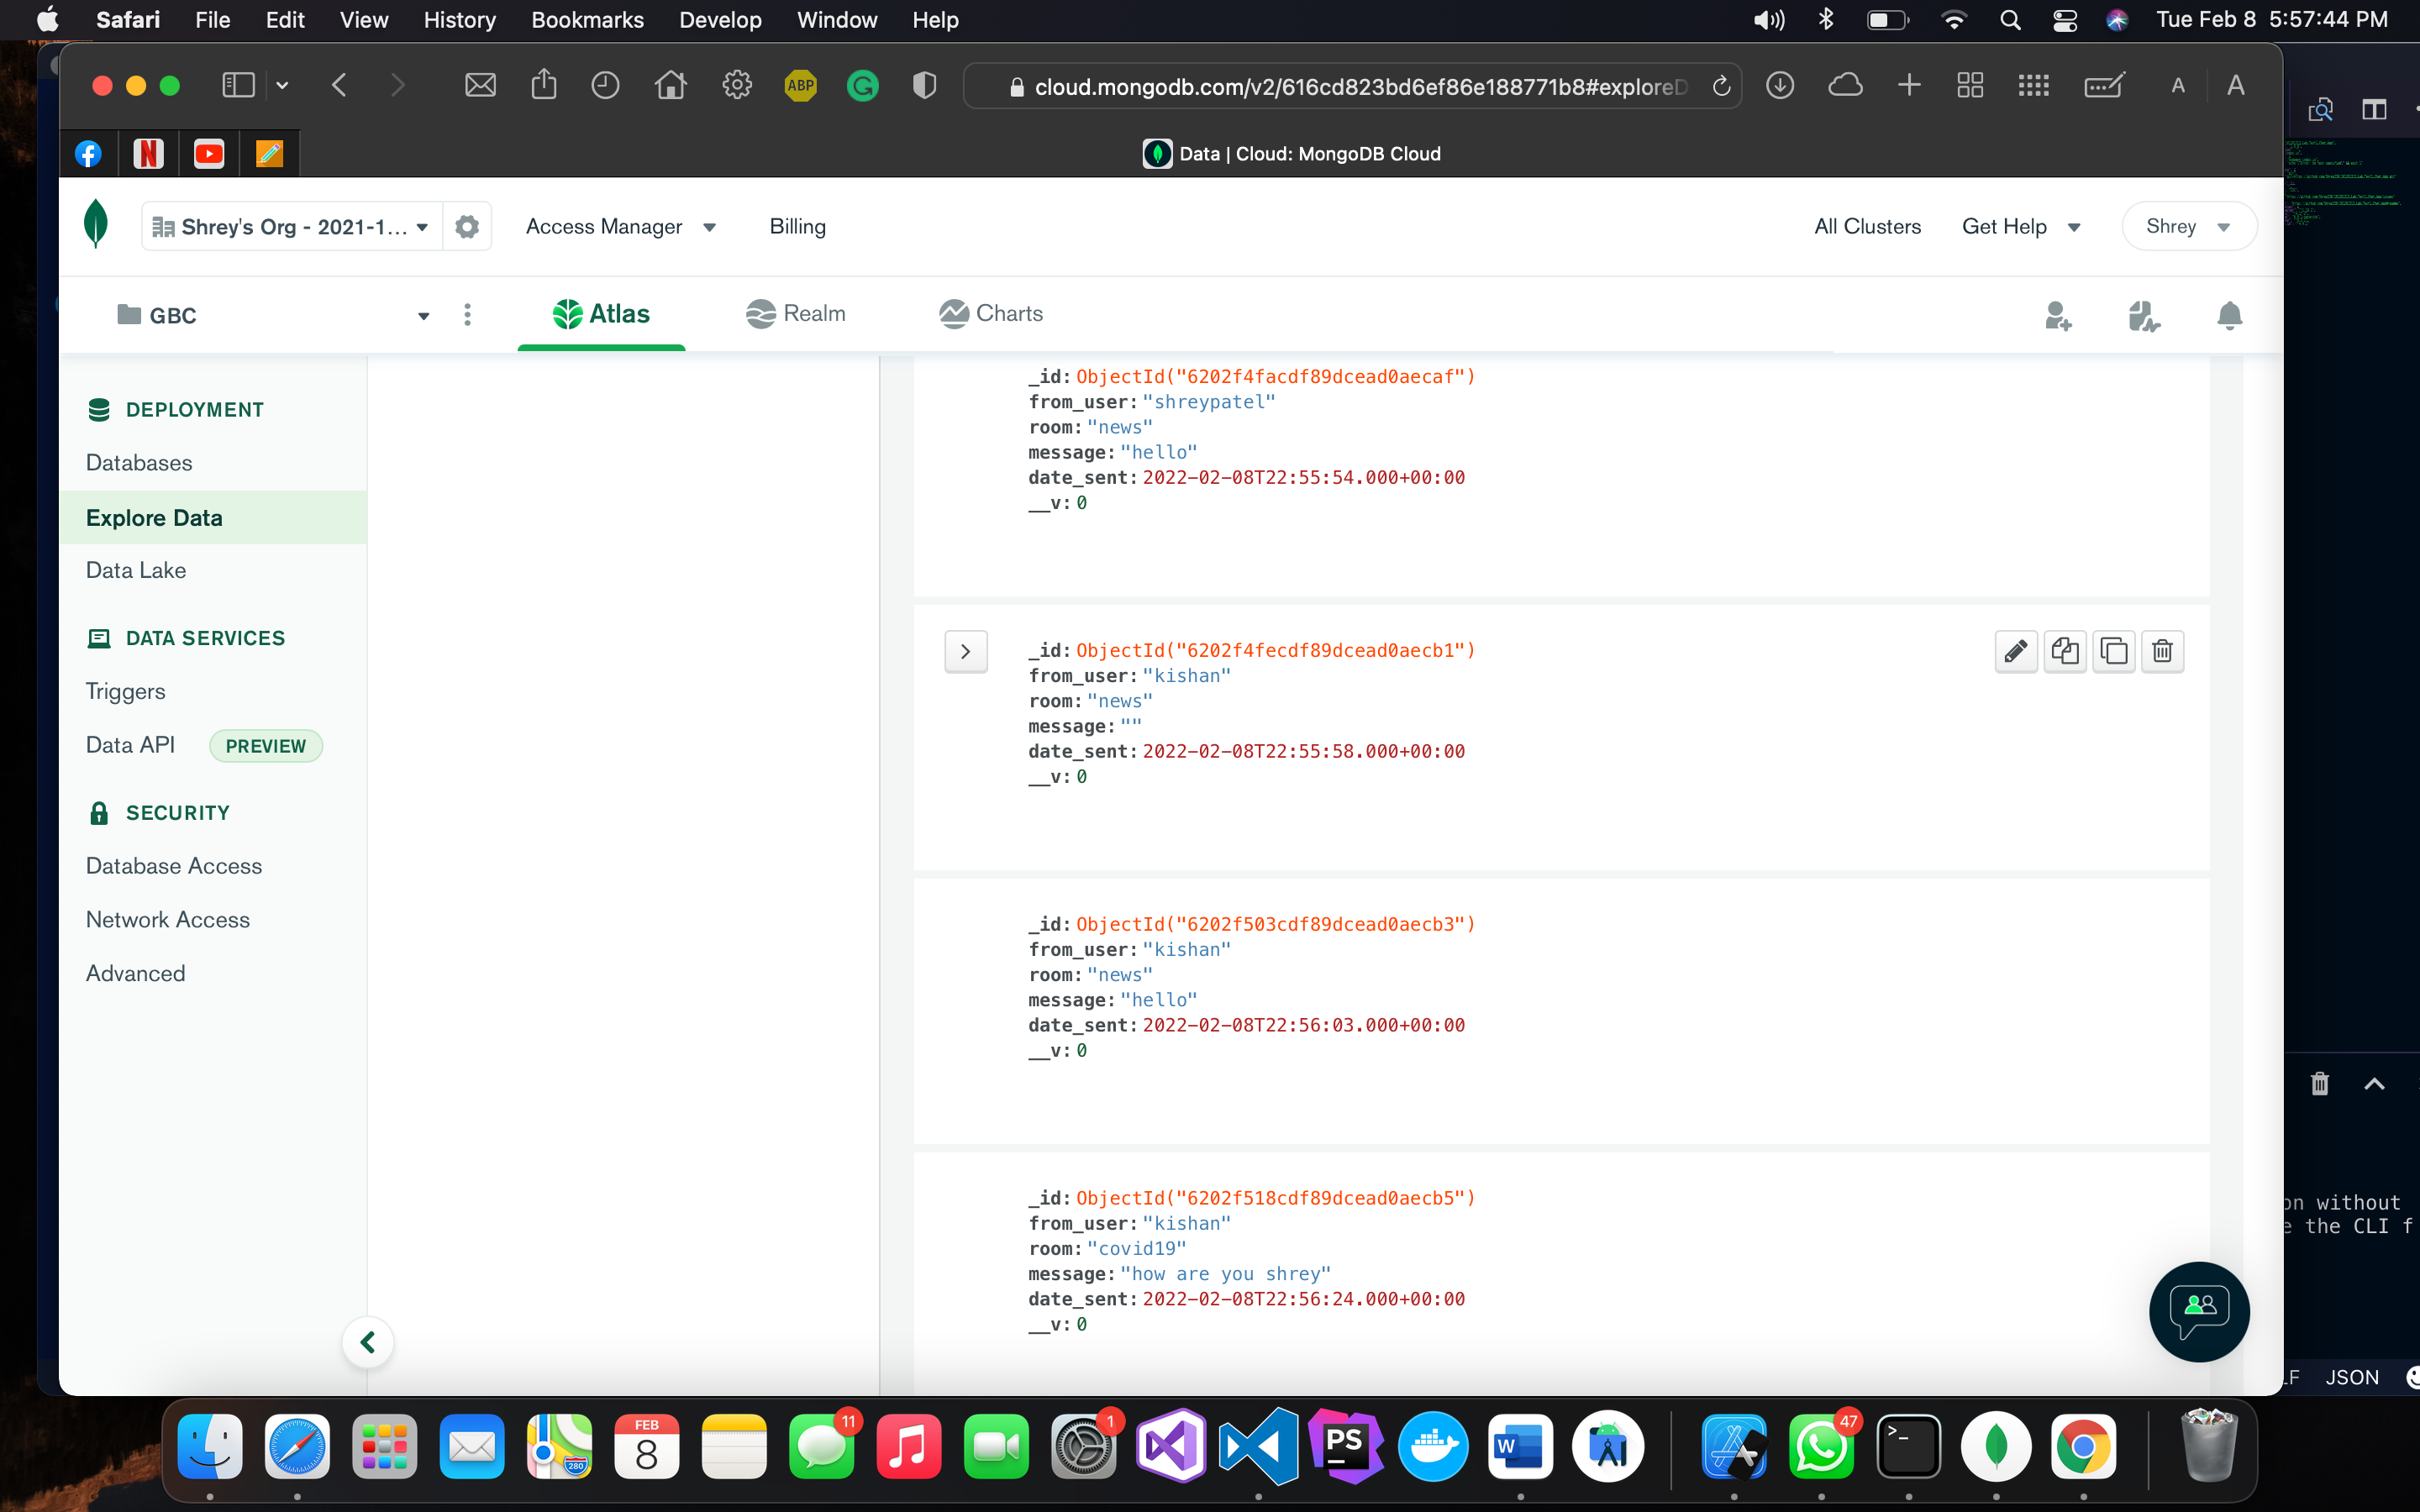 Safari File Edit View History Bookmarks Develop Window Help Tue Feb 8 5:57:44 PM
ABP cloud.mongodb.com/v2/616cd823bd6ef86e188771b8#exploreD A A
Data | Cloud: MongoDB Cloud
Shrey's Org - 2021-1... Access Manager Billing All Clusters Get Help Shrey
GBC Atlas Realm Charts
DEPLOYMENT
Databases
Explore Data
Data Lake
DATA SERVICES
Triggers
Data API PREVIEW
SECURITY
Database Access
Network Access
Advanced
_id: ObjectId("6202f4facdf89dcead0aecaf")
from_user: "shreypatel"
room: "news"
message: "hello"
date_sent: 2022-02-08T22:55:54.000+00:00
__v: 0
_id: ObjectId("6202f4fecdf89dcead0aecb1")
from_user: "kishan"
room: "news"
message: ""
date_sent: 2022-02-08T22:55:58.000+00:00
__v: 0
_id: ObjectId("6202f503cdf89dcead0aecb3")
from_user: "kishan"
room: "news"
message: "hello"
date_sent: 2022-02-08T22:56:03.000+00:00
__v: 0
_id: ObjectId("6202f518cdf89dcead0aecb5")
from_user: "kishan"
room: "covid19"
message: "how are you shrey"
date_sent: 2022-02-08T22:56:24.000+00:00
__v: 0
on without
e the CLI f
LF JSON
FEB
8
11
1
PS
W
280
47
>_